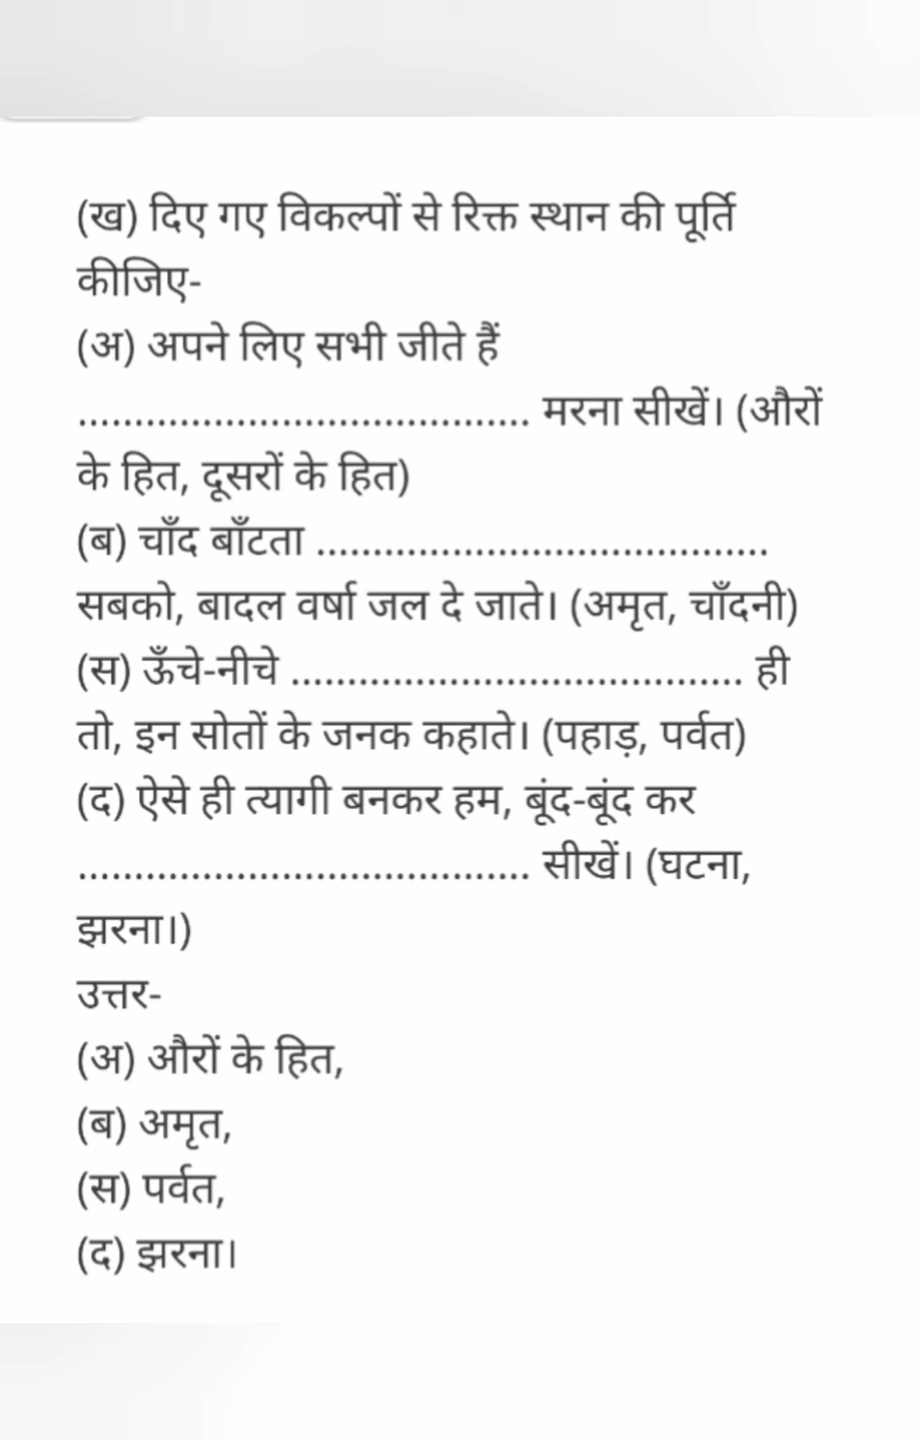 (ख) दिए गए विकल्पों से रिक्त स्थान की पूर्ति
कीजिए-
(अ) अपने लिए सभी जीते हैं
........................................ मरना सीखें। (औरों
के हित, दूसरों के हित)
(ब) चाँद बाँटता ........................................
सबको, बादल वर्षा जल दे जाते। (अमृत, चाँदनी)
(स) ऊँचे-नीचे ........................................ ही
तो, इन सोतों के जनक कहाते। (पहाड़, पर्वत)
(द) ऐसे ही त्यागी बनकर हम, बूंद-बूंद कर
........................................ सीखें। (घटना,
झरना।)
उत्तर-
(अ) औरों के हित,
(ब) अमृत,
(स) पर्वत,
(द) झरना।